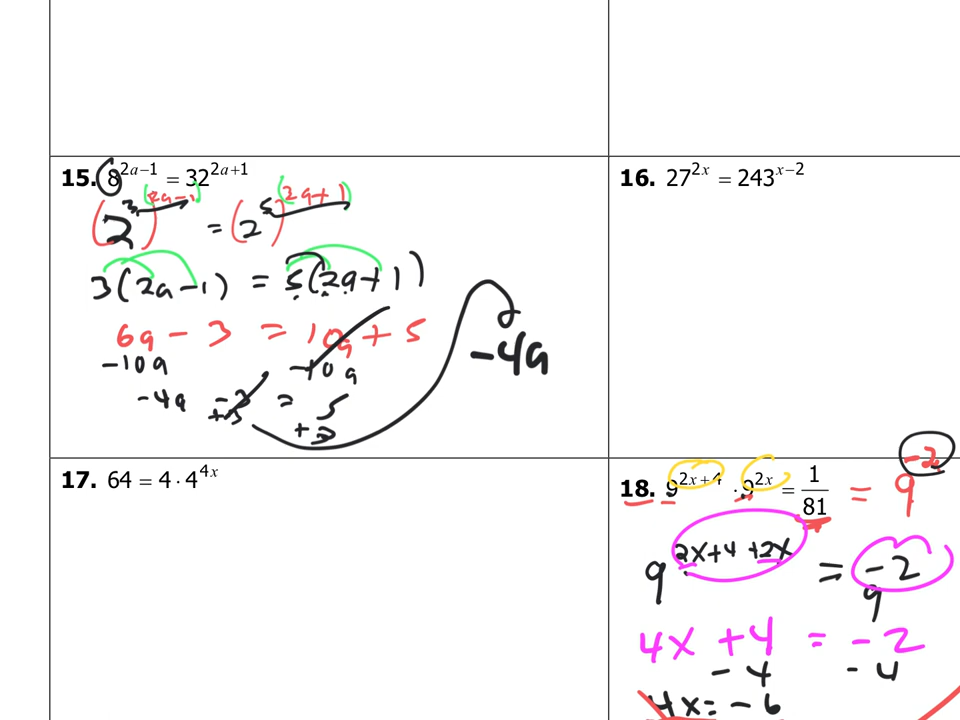 15. 8^{2a−1} = 32^{2a+1}
(2^3)^{(2a−1)} = (2^5)^{(2a+1)}
3(2a−1) = 5(2a+1)
6a − 3 = 10a + 5
−10a −10a
−4a −3 = 5
+3 +3
−4a
16. 27^{2x} = 243^{x−2}
17. 64 = 4 · 4^{4x}
18. 9^{2x+4} · 9^{2x} = 1/81 = 9^{−2}
9^{2x+4+2x} = 9^{−2}
4x + 4 = −2
−4 −4
4x = −6